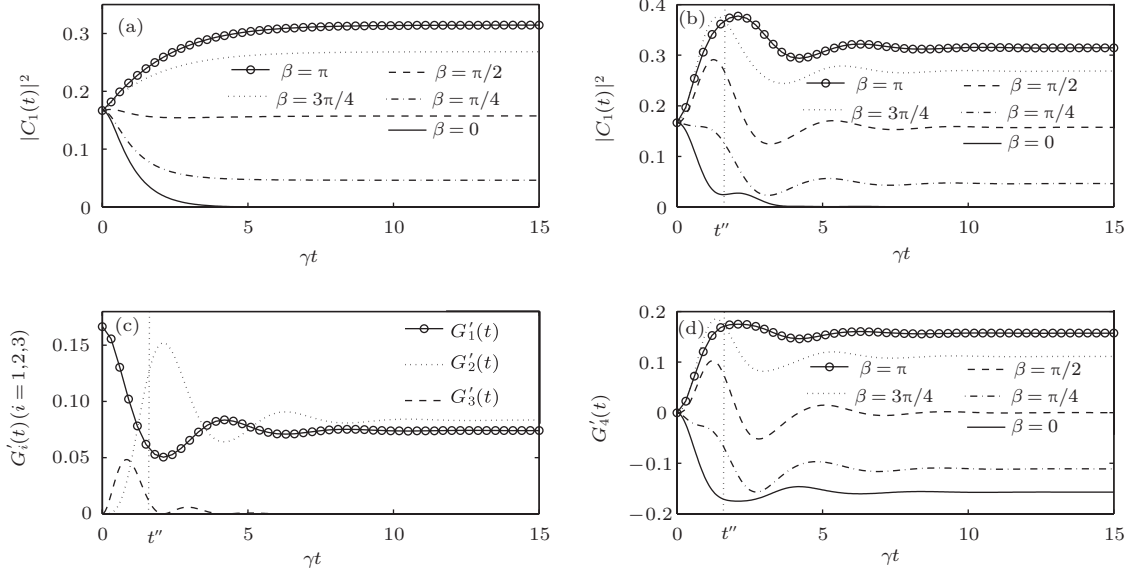 (a)
|C₁(t)|²
0.3
0.2
0.1
0
β = π
β = π/2
β = 3π/4
β = π/4
β = 0
0 5 10 15
γt
(b)
|C₁(t)|²
0.4
0.3
0.2
0.1
0
β = π
β = π/2
β = 3π/4
β = π/4
β = 0
0 t″ 5 10 15
γt
(c)
G′ᵢ(t)(i = 1,2,3)
0.15
0.10
0.05
0
G′₁(t)
G′₂(t)
G′₃(t)
0 t″ 5 10 15
γt
(d)
G′₄(t)
0.2
0.1
0
−0.1
−0.2
β = π
β = π/2
β = 3π/4
β = π/4
β = 0
0 t″ 5 10 15
γt